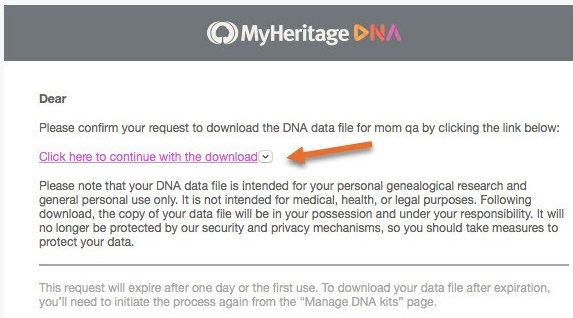 MyHeritage DNA
Dear
Please confirm your request to download the DNA data file for mom qa by clicking the link below:
Click here to continue with the download
Please note that your DNA data file is intended for your personal genealogical research and
general personal use only. It is not intended for medical, health, or legal purposes. Following
download, the copy of your data file will be in your possession and under your responsibility. It will
no longer be protected by our security and privacy mechanisms, so you should take measures to
protect your data.
This request will expire after one day or the first use. To download your data file after expiration,
you’ll need to initiate the process again from the “Manage DNA kits” page.